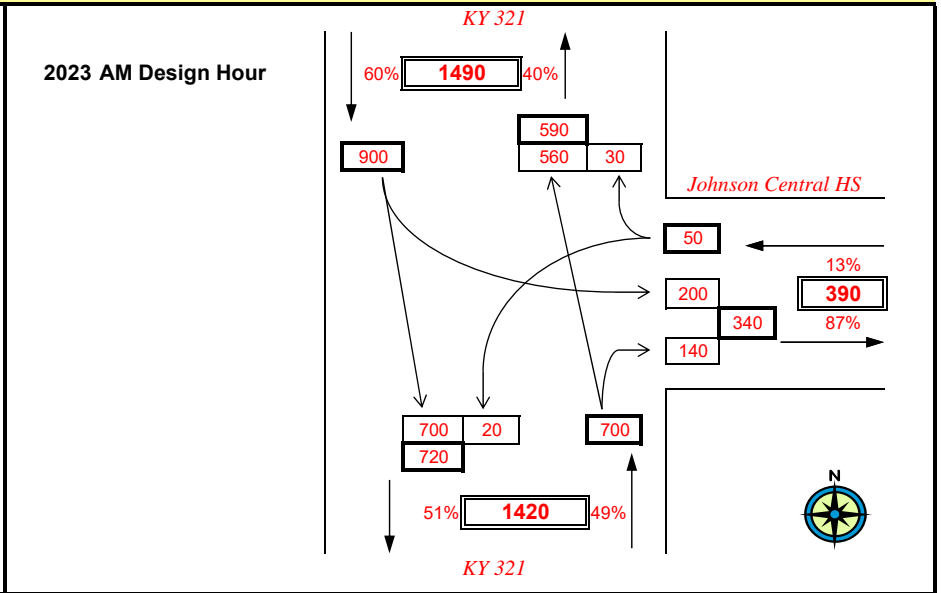 KY 321
2023 AM Design Hour
60% 1490 40%
590
900 560 30
Johnson Central HS
50
13%
200 390
340 87%
140
700 20 700
720
N
51% 1420 49%
KY 321